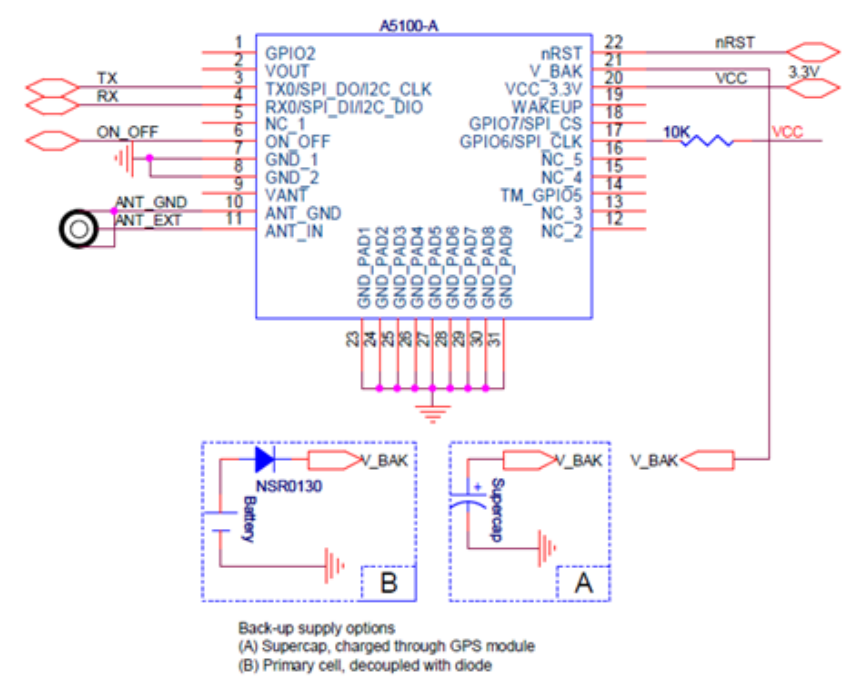 A5100-A
1 GPIO2
2 VOUT
3 TX0/SPI_DO/I2C_CLK
4 RX0/SPI_DI/I2C_DIO
5 NC_1
6 ON_OFF
7 GND_1
8 GND_2
9 VANT
10 ANT_GND
11 ANT_IN
TX
RX
ON_OFF
ANT_GND
ANT_EXT
nRST 22
V_BAK 21
VCC_3.3V 20
WAKEUP 19
GPIO7/SPI_CS 18
GPIO6/SPI_CLK 17
NC_5 16
NC_4 15
TM_GPIO5 14
NC_3 13
NC_2 12
nRST
VCC
3.3V
10K
VCC
GND_PAD1
GND_PAD2
GND_PAD3
GND_PAD4
GND_PAD5
GND_PAD6
GND_PAD7
GND_PAD8
GND_PAD9
23
24
25
26
27
28
29
30
31
V_BAK
NSR0130
Battery
B
V_BAK
+
Supercap
A
V_BAK
Back-up supply options
(A) Supercap, charged through GPS module
(B) Primary cell, decoupled with diode